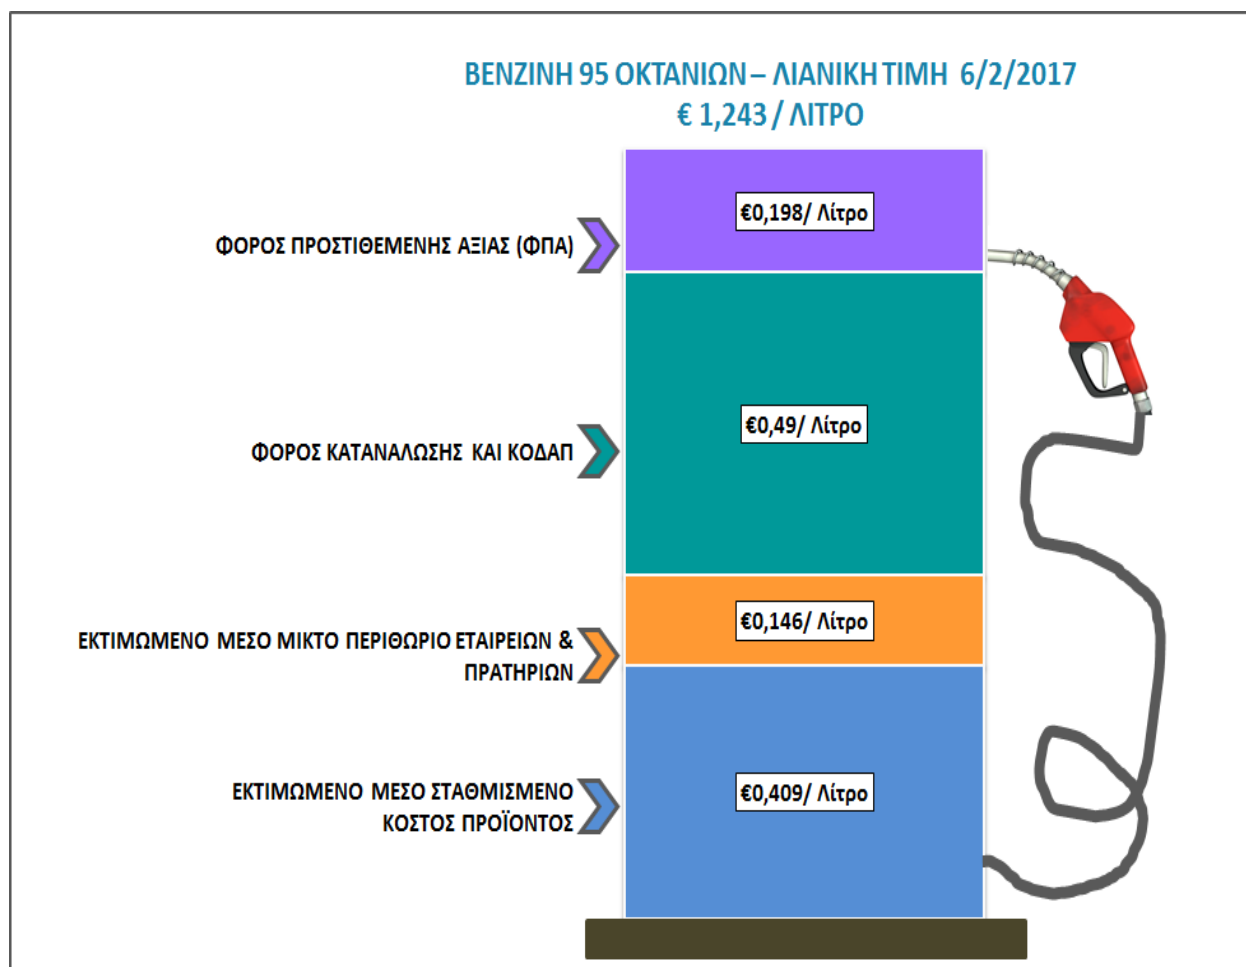 ΒΕΝΖΙΝΗ 95 ΟΚΤΑΝΙΩΝ – ΛΙΑΝΙΚΗ ΤΙΜΗ 6/2/2017
€ 1,243 / ΛΙΤΡΟ
€0,198/ Λίτρο
ΦΟΡΟΣ ΠΡΟΣΤΙΘΕΜΕΝΗΣ ΑΞΙΑΣ (ΦΠΑ)
€0,49/ Λίτρο
ΦΟΡΟΣ ΚΑΤΑΝΑΛΩΣΗΣ ΚΑΙ ΚΟΔΑΠ
€0,146/ Λίτρο
ΕΚΤΙΜΩΜΕΝΟ ΜΕΣΟ ΜΙΚΤΟ ΠΕΡΙΘΩΡΙΟ ΕΤΑΙΡΕΙΩΝ &
ΠΡΑΤΗΡΙΩΝ
€0,409/ Λίτρο
ΕΚΤΙΜΩΜΕΝΟ ΜΕΣΟ ΣΤΑΘΜΙΣΜΕΝΟ
ΚΟΣΤΟΣ ΠΡΟΪΟΝΤΟΣ